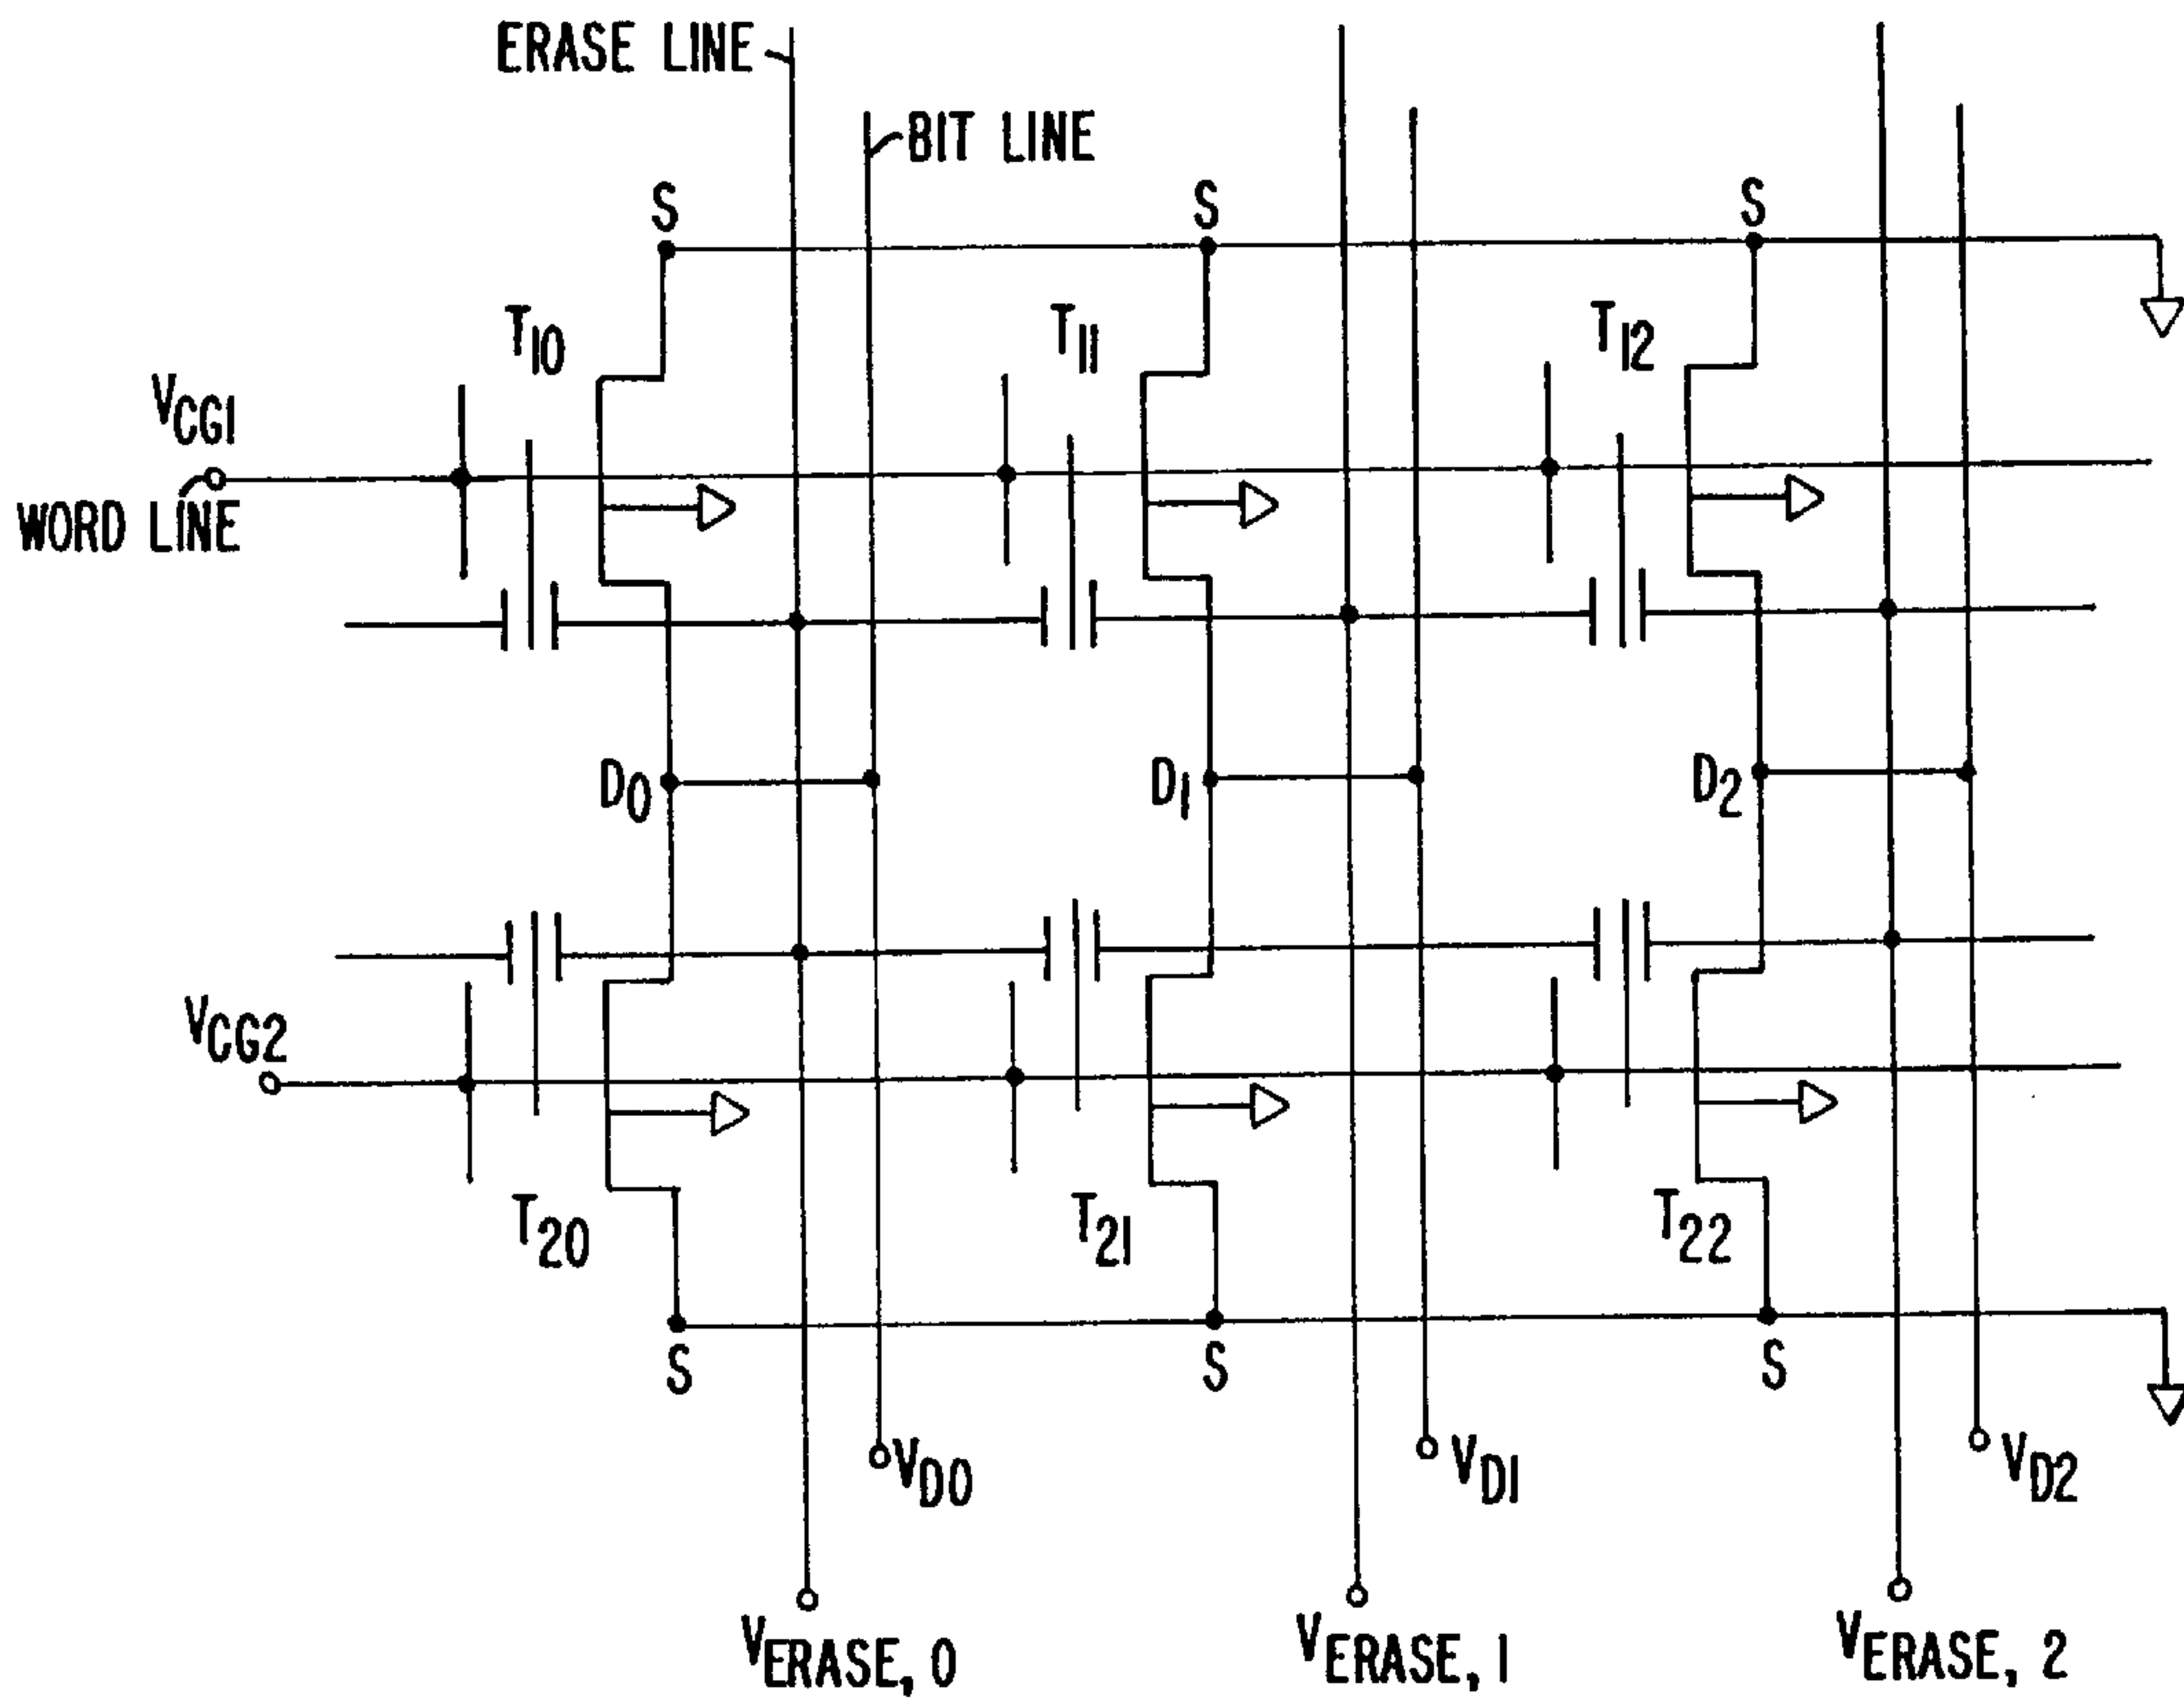 ERASE LINE
BIT LINE
S S S
T10 T11 T12
VCG1
WORD LINE
D0 D1 D2
VCG2
T20 T21 T22
S S S
VD0 VD1 VD2
VERASE, 0 VERASE, 1 VERASE, 2